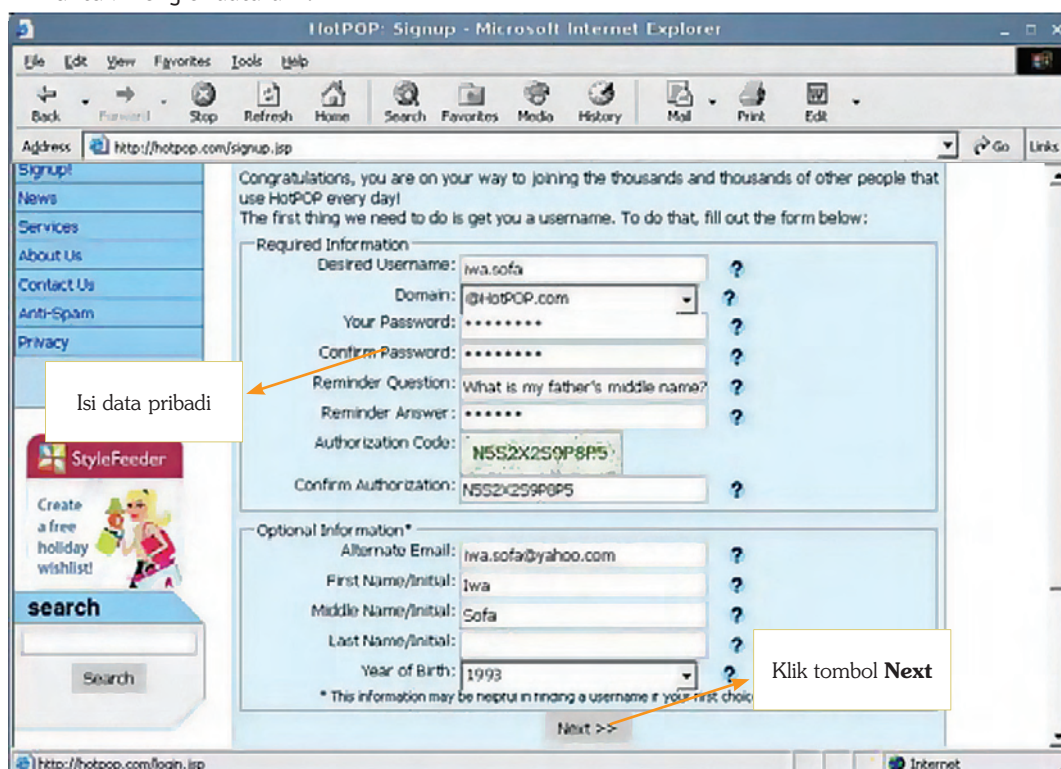 HotPOP: Signup - Microsoft Internet Explorer
File Edit View Favorites Tools Help
Back Forward Stop Refresh Home Search Favorites Media History Mail Print Edit
Address http://hotpop.com/signup.jsp Go Links
Signup!
News
Services
About Us
Contact Us
Anti-Spam
Privacy
Congratulations, you are on your way to joining the thousands and thousands of other people that
use HotPOP every day!
The first thing we need to do is get you a username. To do that, fill out the form below:
Required Information
Desired Username: iwa.sofa ?
Domain: @HotPOP.com ?
Your Password: •••••••• ?
Confirm Password: •••••••• ?
Reminder Question: What is my father's middle name? ?
Reminder Answer: •••••• ?
Authorization Code: N5S2X2S9P8P5
Confirm Authorization: N5S2X2S9P8P5 ?
Isi data pribadi
StyleFeeder
Create
a free
holiday
wishlist!
search
Search
Optional Information*
Alternate Email: iwa.sofa@yahoo.com ?
First Name/Initial: Iwa ?
Middle Name/Initial: Sofa ?
Last Name/Initial: ?
Year of Birth: 1993 ?
* This information may be helpful in finding a username if your first
Next >>
Klik tombol Next
http://hotpop.com/login.jsp Internet